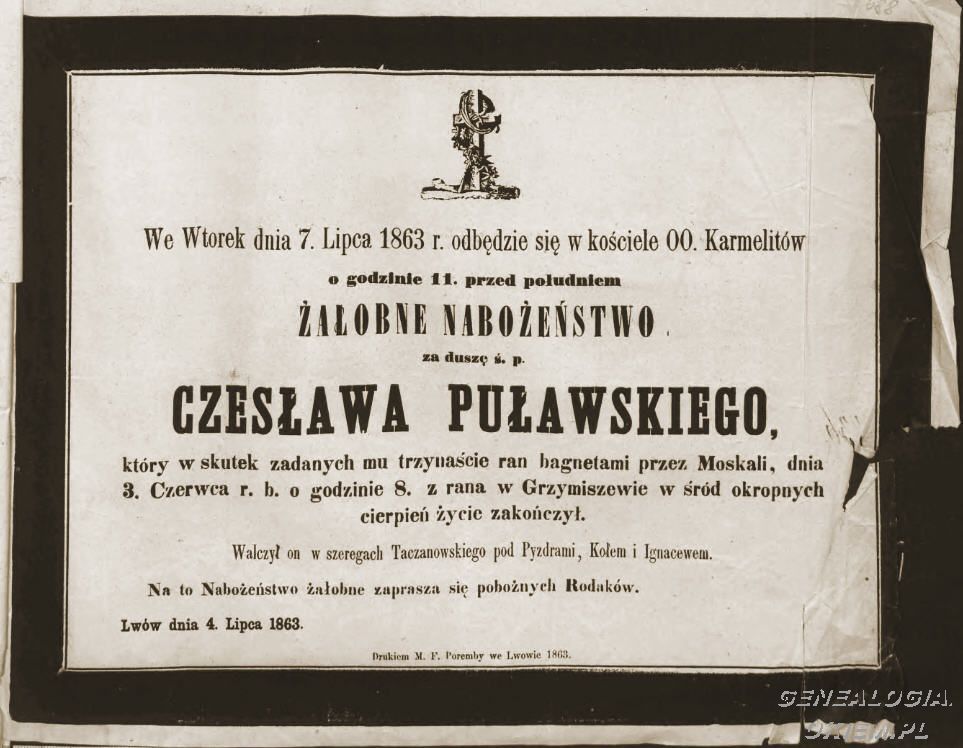 We Wtorek dnia 7. Lipca 1863 r. odbędzie się w kościele OO. Karmelitów
o godzinie 11. przed południem
ŻAŁOBNE NABOŻEŃSTWO
za duszę ś. p.
CZESŁAWA PUŁAWSKIEGO,
który w skutek zadanych mu trzynaście ran bagnetami przez Moskali, dnia
3. Czerwca r. b. o godzinie 8. z rana w Grzymiszewie w śród okropnych
cierpień życie zakończył.
Walczył on w szeregach Taczanowskiego pod Pyzdrami, Kołem i Ignacewem.
Na to Nabożeństwo żałobne zaprasza się pobożnych Rodaków.
Lwów dnia 4. Lipca 1863.
Drukiem M. F. Poremby we Lwowie 1863.
GENEALOGIA.
OKIEM.PL